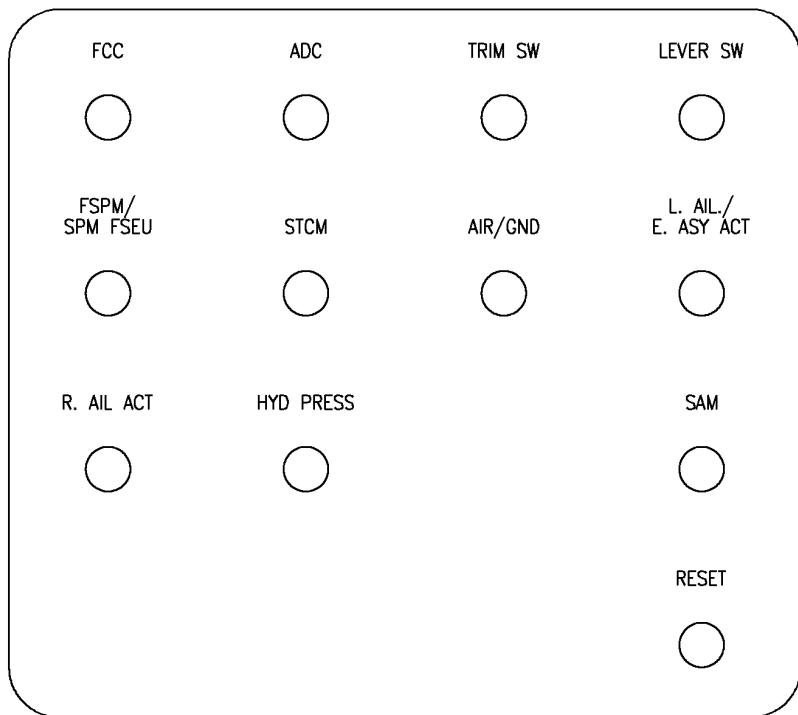 FCC
ADC
TRIM SW
LEVER SW
FSPM/
SPM FSEU
STCM
AIR/GND
L. AIL./
E. ASY ACT
R. AIL ACT
HYD PRESS
SAM
RESET